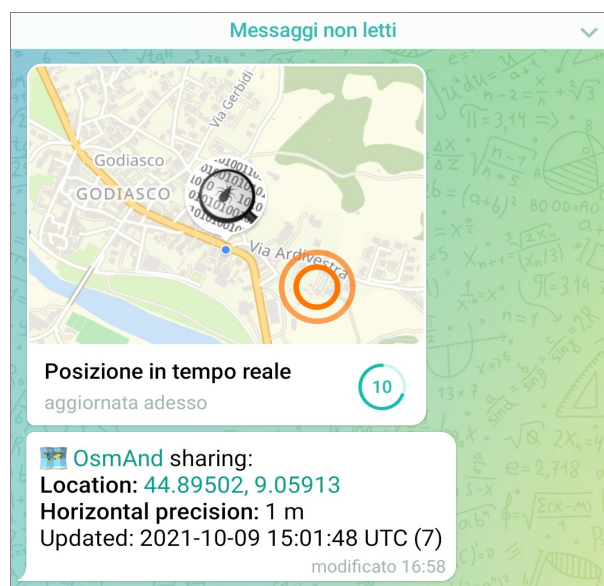 Messaggi non letti
Via Gerbidi
Godiasco
GODIASCO
Via Ardivestra
Posizione in tempo reale
aggiornata adesso
10
OsmAnd sharing:
Location: 44.89502, 9.05913
Horizontal precision: 1 m
Updated: 2021-10-09 15:01:48 UTC (7)
modificato 16:58